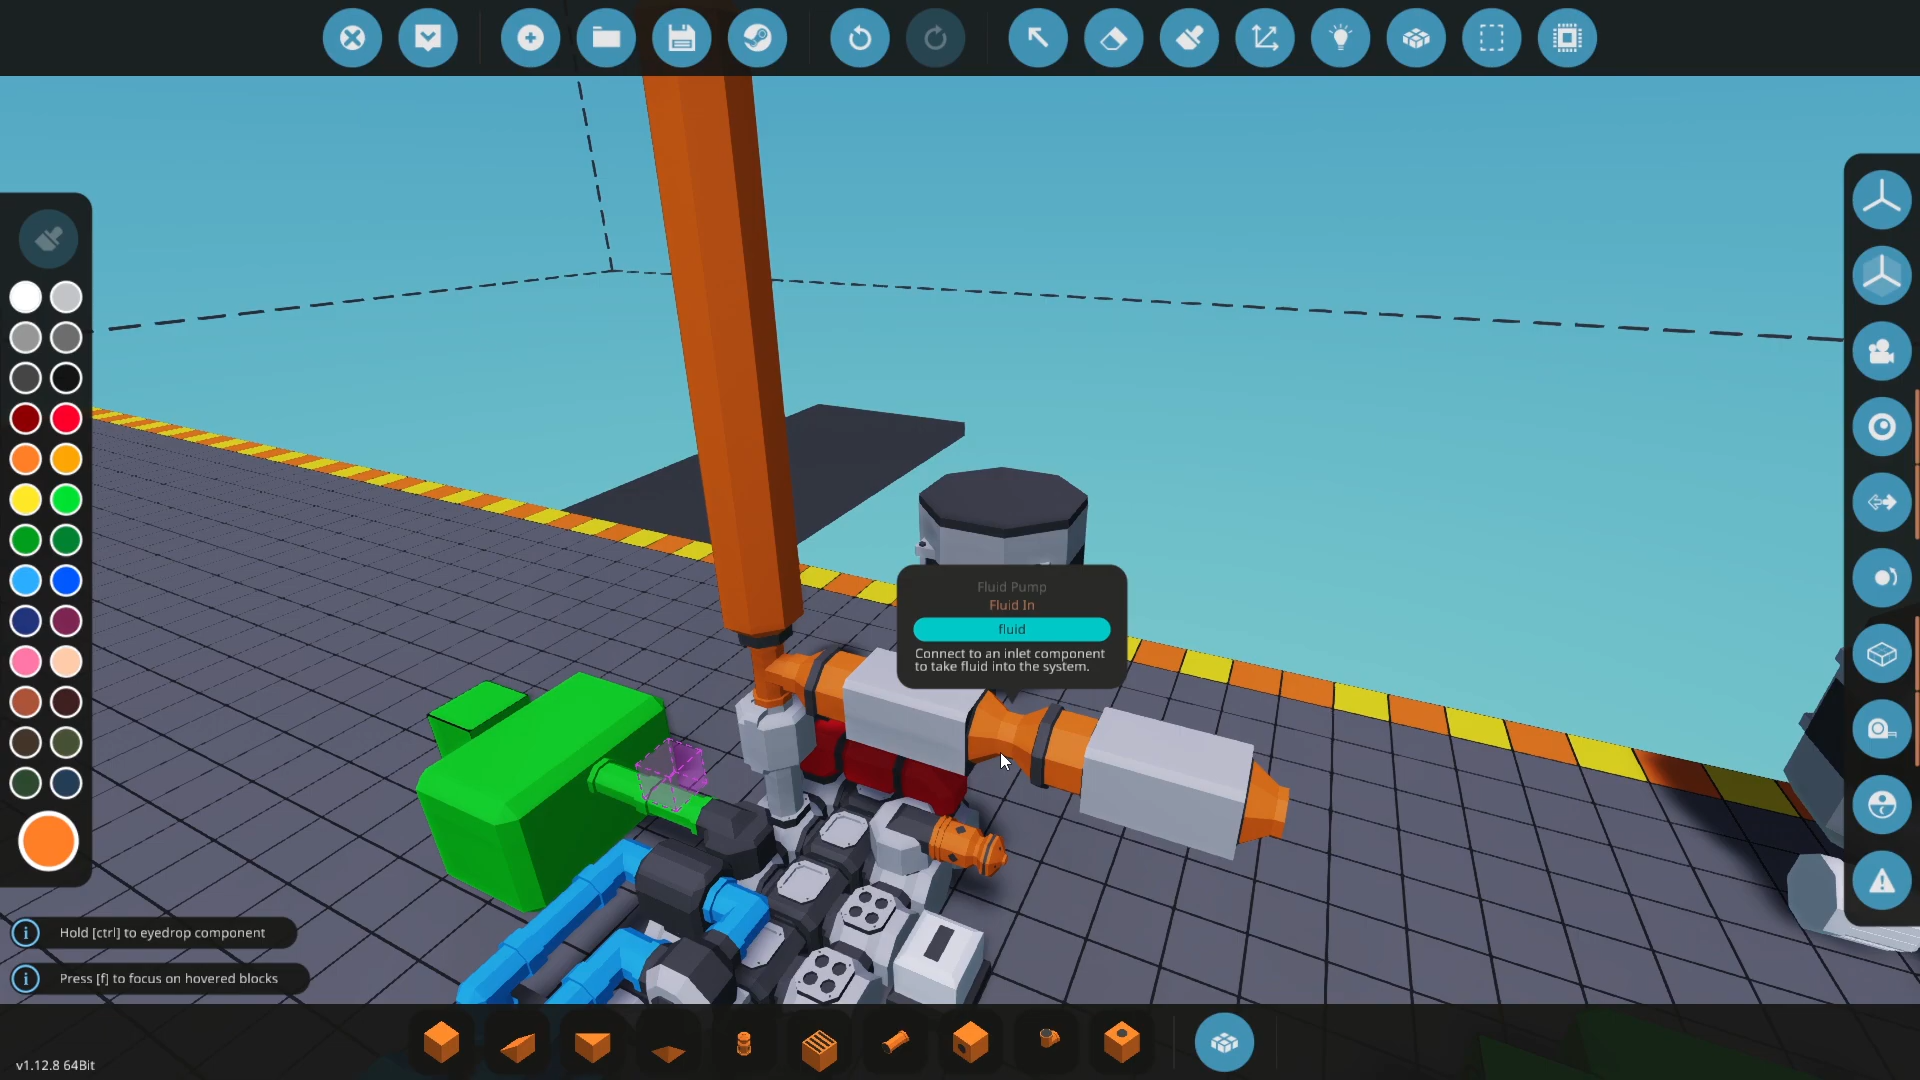 Fluid Pump
Fluid In
fluid
Connect to an inlet component
to take fluid into the system.
Hold [ctrl] to eyedrop component
Press [f] to focus on hovered blocks
v1.12.8 64Bit